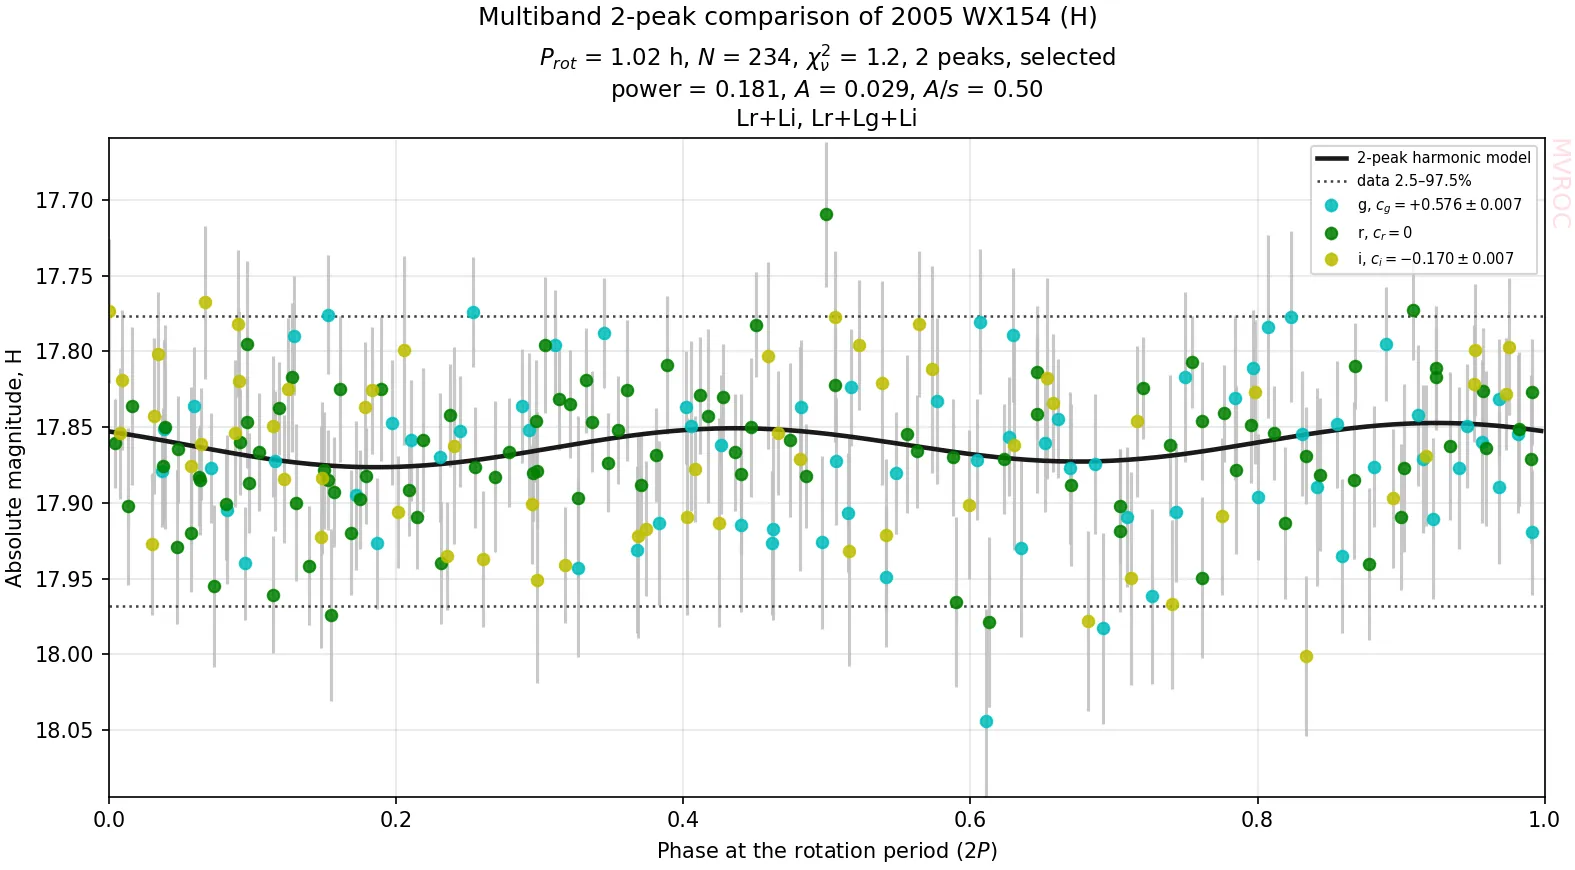 Multiband 2-peak comparison of 2005 WX154 (H)
P_rot = 1.02 h, N = 234, χ²_ν = 1.2, 2 peaks, selected
power = 0.181, A = 0.029, A/s = 0.50
Lr+Li, Lr+Lg+Li
2-peak harmonic model
data 2.5–97.5%
g, c_g = +0.576 ± 0.007
r, c_r = 0
i, c_i = −0.170 ± 0.007
MVROC
Absolute magnitude, H
17.70
17.75
17.80
17.85
17.90
17.95
18.00
18.05
0.0 0.2 0.4 0.6 0.8 1.0
Phase at the rotation period (2P)